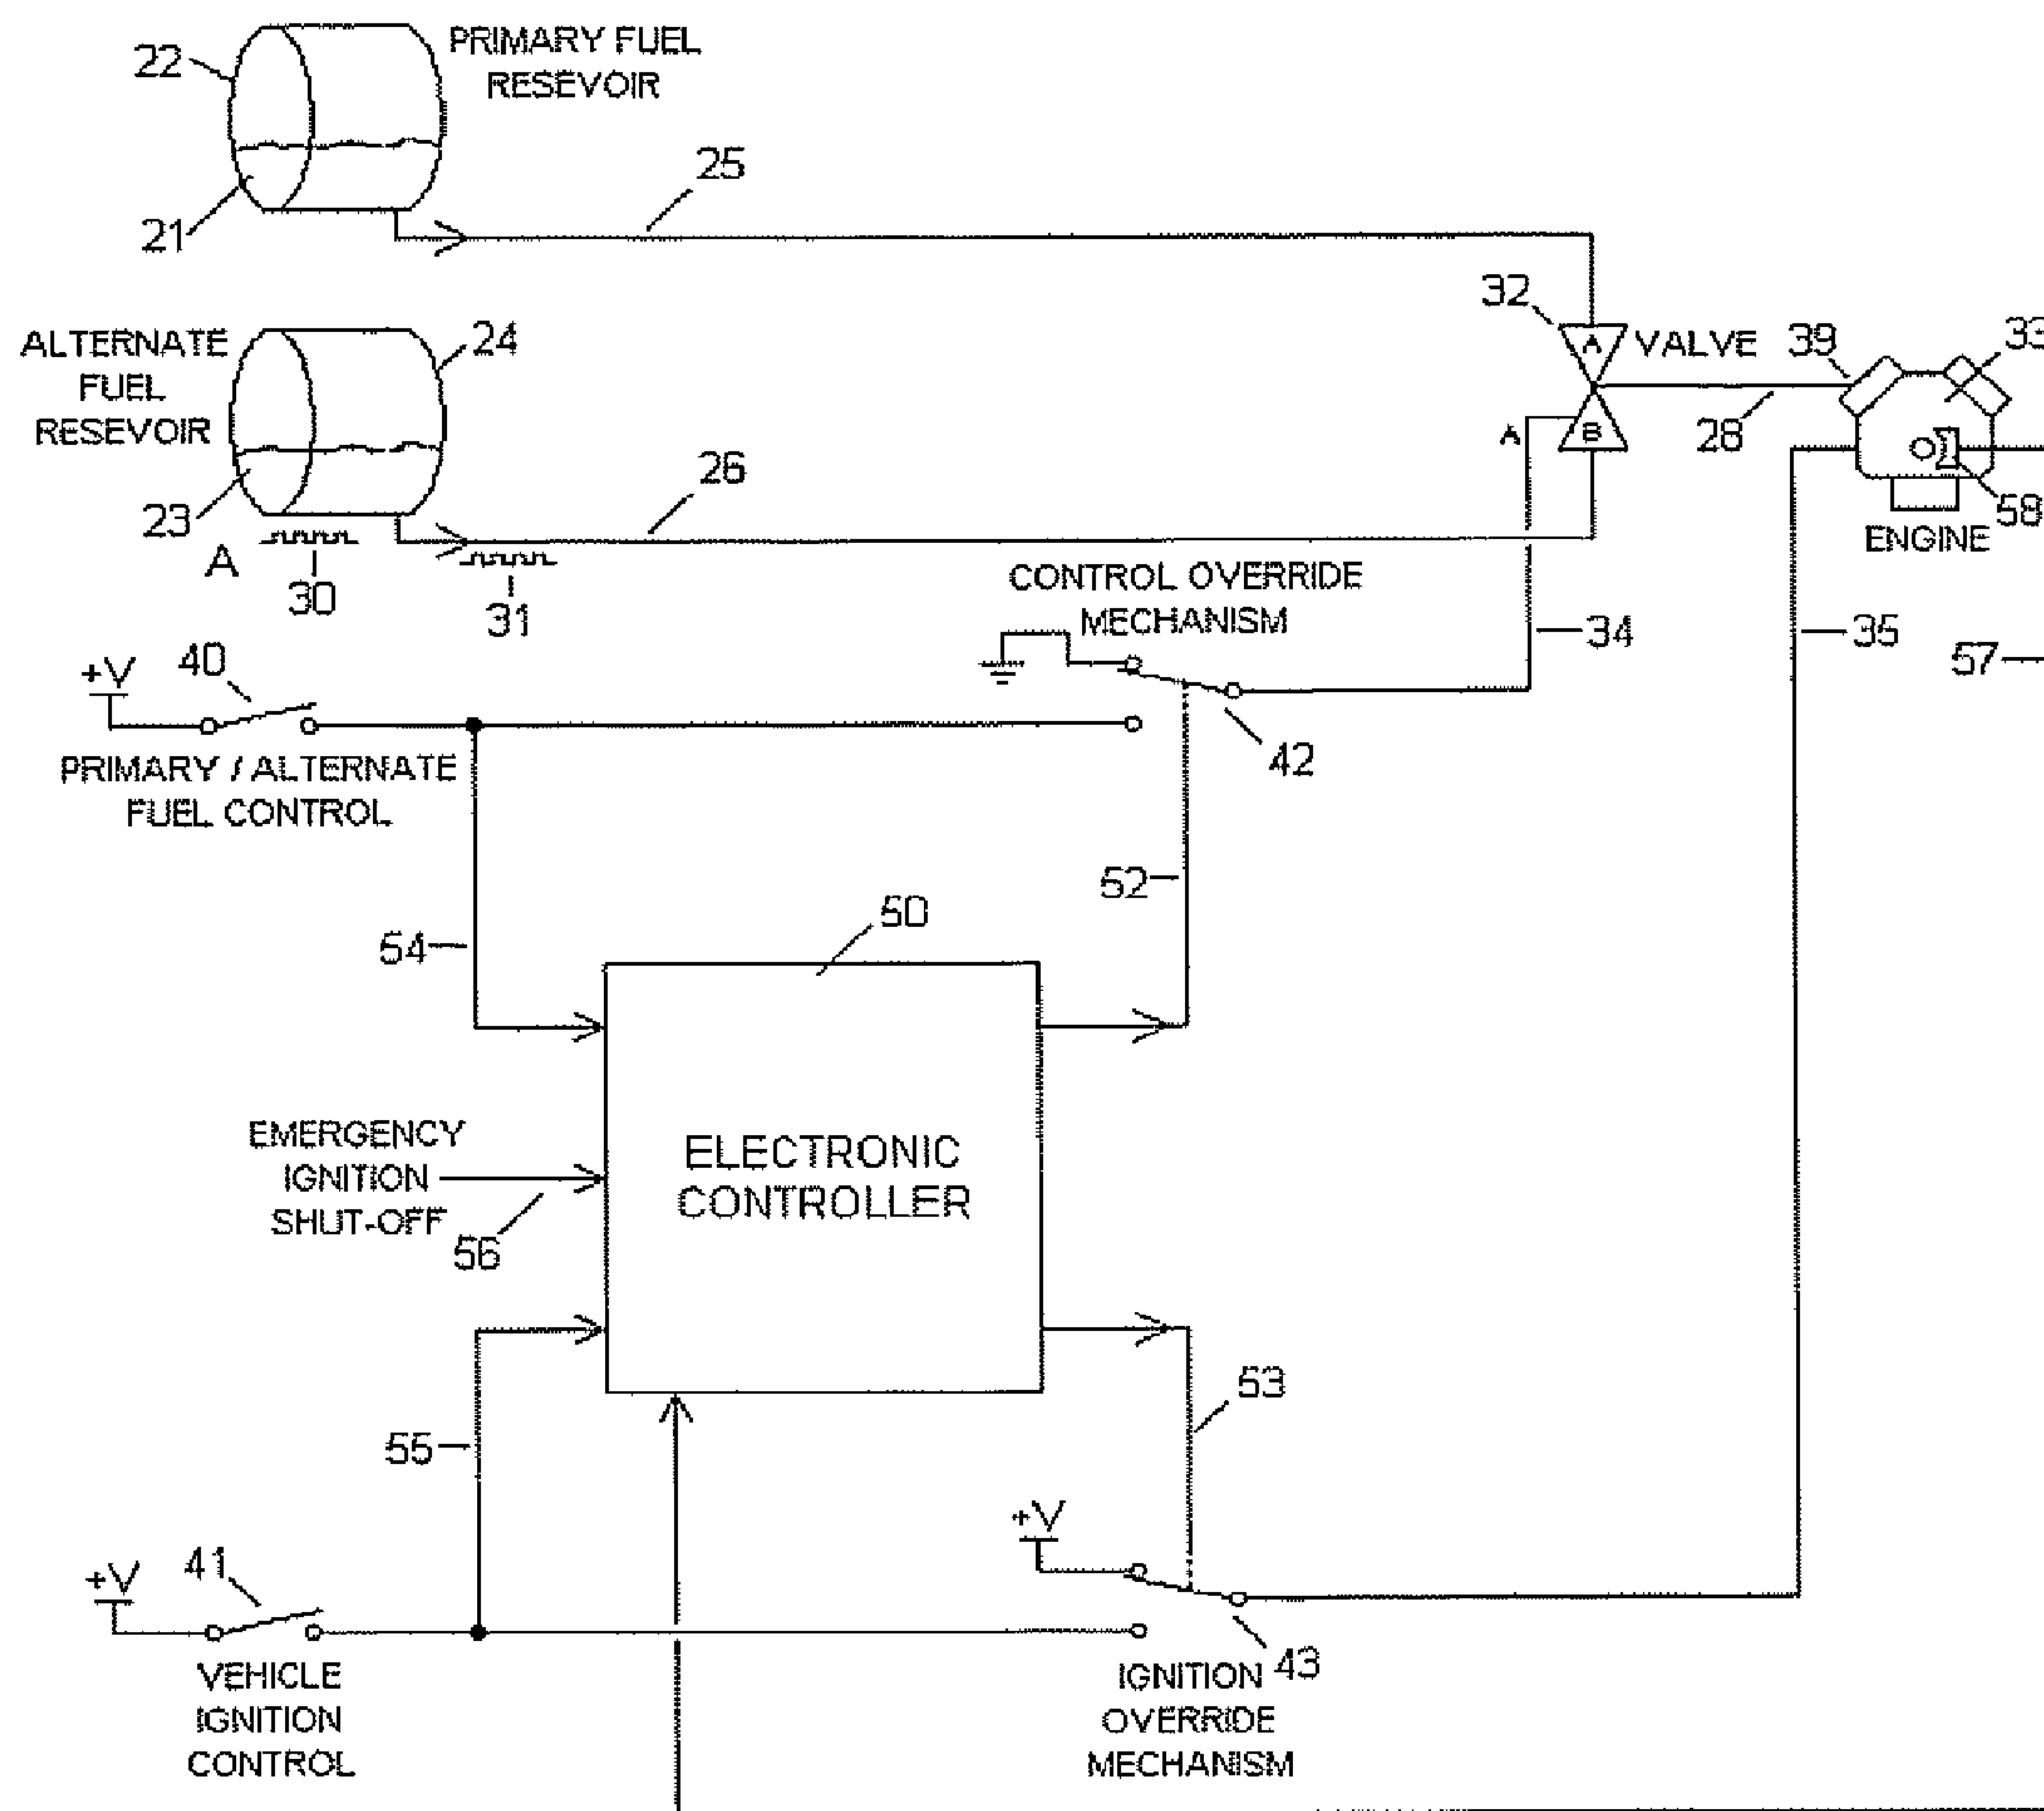 22
PRIMARY FUEL
RESEVOIR
21
25
32
A
VALVE
39
33
ALTERNATE
FUEL
RESEVOIR
24
23
A
30
31
26
A
B
28
58
ENGINE
CONTROL OVERRIDE
MECHANISM
34
35
57
+V
40
42
PRIMARY / ALTERNATE
FUEL CONTROL
52
54
50
ELECTRONIC
CONTROLLER
EMERGENCY
IGNITION
SHUT-OFF
56
53
55
+V
+V
41
43
VEHICLE
IGNITION
CONTROL
IGNITION
OVERRIDE
MECHANISM